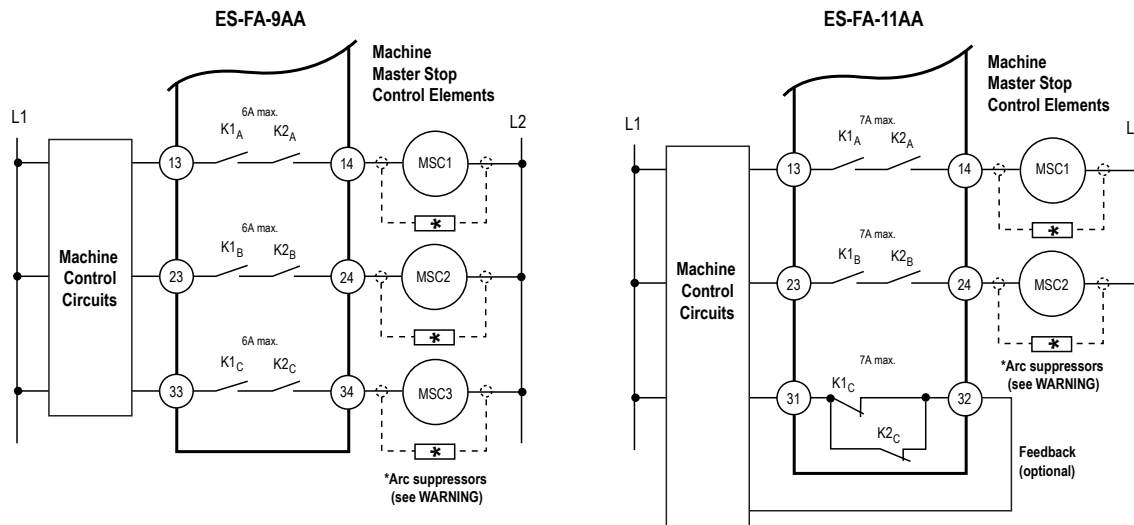 ES-FA-9AA
Machine
Master Stop
Control Elements
L1
L2
Machine
Control
Circuits
6A max.
K1A K2A
13
14
MSC1
*
6A max.
K1B K2B
23
24
MSC2
*
6A max.
K1C K2C
33
34
MSC3
*
*Arc suppressors
(see WARNING)
ES-FA-11AA
Machine
Master Stop
Control Elements
L1
L
Machine
Control
Circuits
7A max.
K1A K2A
13
14
MSC1
*
7A max.
K1B K2B
23
24
MSC2
*
*Arc suppressors
(see WARNING)
7A max.
K1C
31
32
K2C
Feedback
(optional)